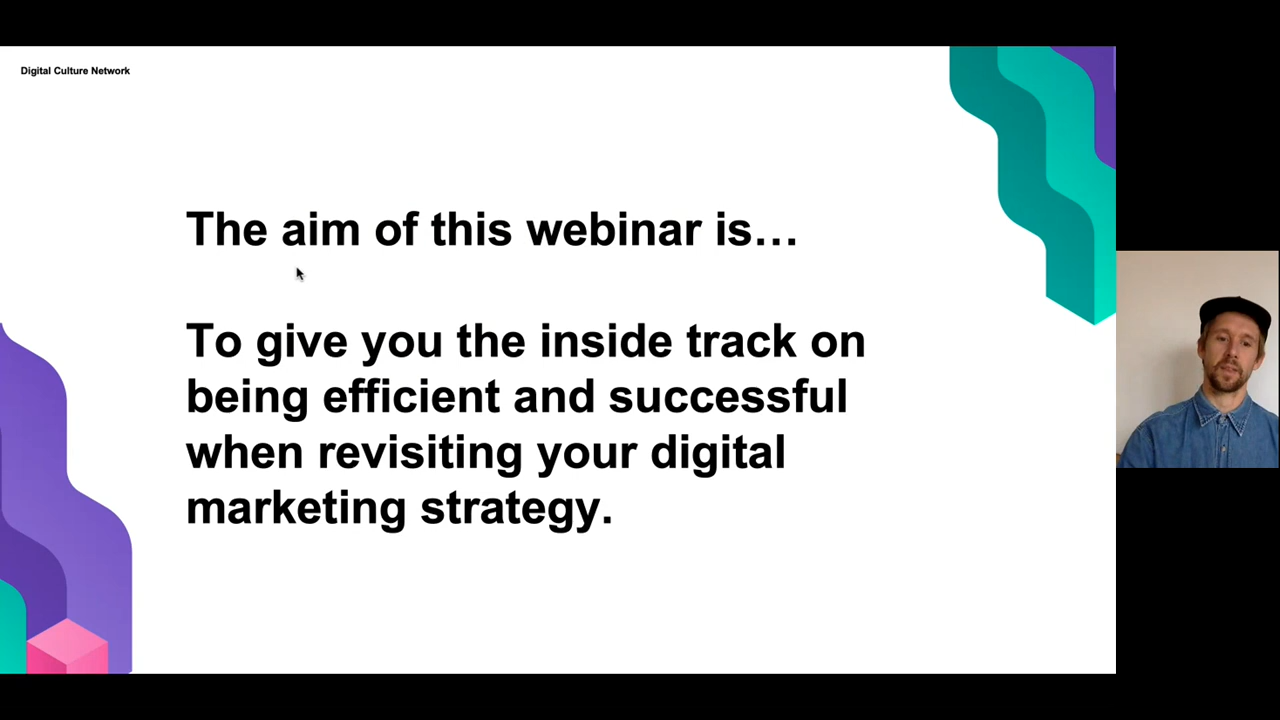 Digital Culture Network
The aim of this webinar is…
To give you the inside track on
being efficient and successful
when revisiting your digital
marketing strategy.